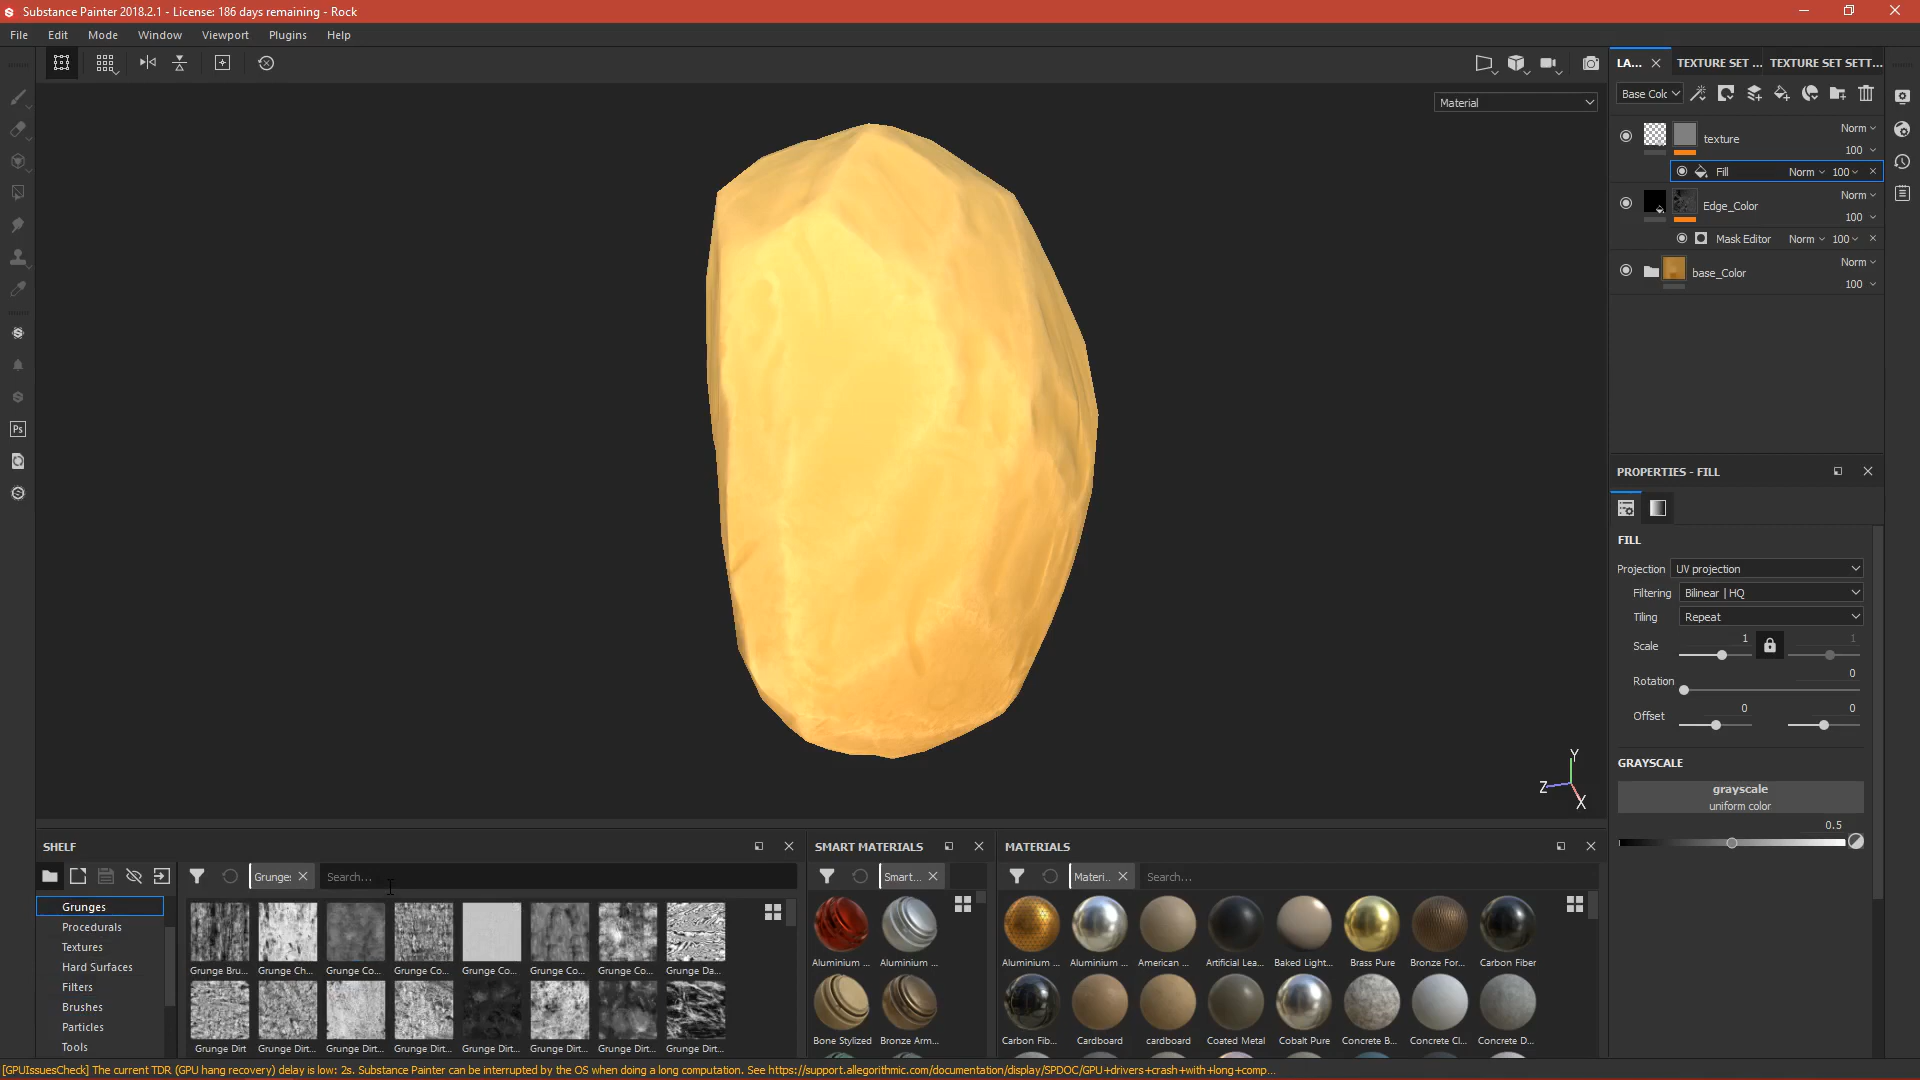 Substance Painter 2018.2.1 - License: 186 days remaining - Rock
File Edit Mode Window Viewport Plugins Help
Material
LA... TEXTURE SET ... TEXTURE SET SETT...
Base Colc
texture Norm 100
Fill Norm 100
Edge_Color Norm 100
Mask Editor Norm 100
base_Color Norm 100
PROPERTIES - FILL
FILL
Projection UV projection
Filtering Bilinear | HQ
Tiling Repeat
Scale 1 1
Rotation 0
Offset 0 0
GRAYSCALE
grayscale
uniform color
0.5
Y
Z
X
Ps
SHELF
Grunge: Search...
Grunges
Procedurals
Textures
Hard Surfaces
Filters
Brushes
Particles
Tools
Grunge Bru... Grunge Ch... Grunge Co... Grunge Co... Grunge Co... Grunge Co... Grunge Co... Grunge Da...
Grunge Dirt Grunge Dirt... Grunge Dirt... Grunge Dirt... Grunge Dirt... Grunge Dirt... Grunge Dirt... Grunge Dirt...
SMART MATERIALS
Smart...
Aluminium ... Aluminium ...
Bone Stylized Bronze Arm...
MATERIALS
Materi... Search...
Aluminium ... Aluminium ... American ... Artificial Lea... Baked Light... Brass Pure Bronze For... Carbon Fiber
Carbon Fib... Cardboard cardboard Coated Metal Cobalt Pure Concrete B... Concrete Cl... Concrete D...
[GPUIssuesCheck] The current TDR (GPU hang recovery) delay is low: 2s. Substance Painter can be interrupted by the OS when doing a long computation. See https://support.allegorithmic.com/documentation/display/SPDOC/GPU+drivers+crash+with+long+comp...